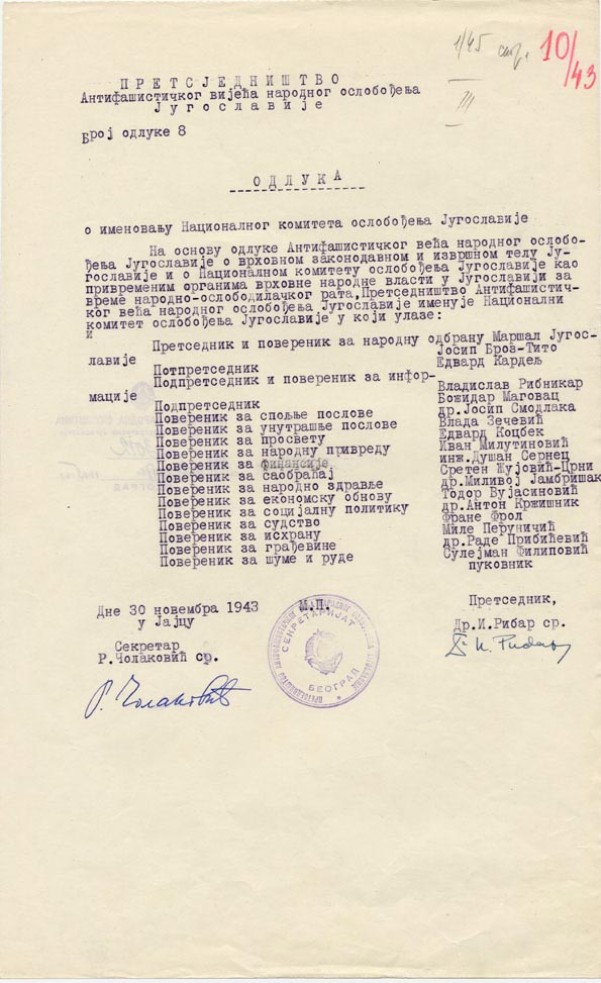 1/45 стр. 10/43
III
ПРЕТСЈЕДНИШТВО
Антифашистичког вијећа народног ослобођења
Југославије
Број одлуке 8
ОДЛУКА
о именовању Националног комитета ослобођења Југославије
На основу одлуке Антифашистичког већа народног ослобо-
ђења Југославије о врховном законодавном и извршном телу Ју-
гославије и о Националном комитету ослобођења Југославије као
привременим органима врховне народне власти у Југославији за
време народно-ослободилачког рата, Претседништво Антифашистич-
ког већа народног ослобођења Југославије именује Национални
комитет ослобођења Југославије у који улазе:
и
Претседник и повереник за народну одбрану Маршал Југос-
лавије Јосип Броз-Тито
Потпретседник Едвард Кардељ
Подпретседник и повереник за инфор-
мације Владислав Рибникар
Подпретседник Божидар Маговац
Повереник за спољње послове др.Јосип Смодлака
Повереник за унутрашње послове Влада Зечевић
Повереник за просвету Едвард Коцбек
Повереник за народну привреду Иван Милутиновић
Повереник за финансије инж.Душан Сернец
Повереник за саобраћај Сретен Жујовић-Црни
Повереник за народно здравље др.Миливој Јамбришак
Повереник за економску обнову Тодор Вујасиновић
Повереник за социјалну политику др.Антон Кржишник
Повереник за судство Фране Фрол
Повереник за исхрану Миле Перуничић
Повереник за грађевине др.Раде Прибићевић
Повереник за шуме и руде Сулејман Филиповић
пуковник
Дне 30 новембра 1943 М.П. Претседник,
у Јајцу
Секретар Др.И.Рибар ср.
Р.Чолаковић ср.
СЕКРЕТАРИЈАТ
БЕОГРАД
Р. Чолаковић